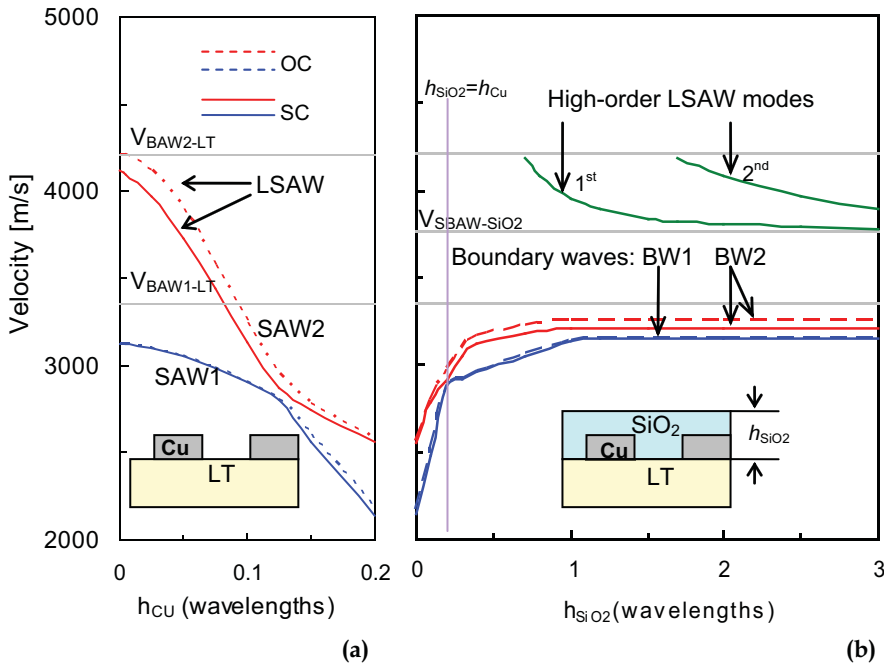 5000
4000
3000
2000
Velocity [m/s]
OC
SC
V_BAW2-LT
LSAW
V_BAW1-LT
SAW2
SAW1
Cu
LT
0
0.1
0.2
h_CU (wavelengths)
(a)
h_SiO2=h_Cu
High-order LSAW modes
1st
2nd
V_SBAW-SiO2
Boundary waves: BW1 BW2
SiO2
Cu
LT
h_SiO2
0
1
2
3
h_SiO2 (wavelengths)
(b)